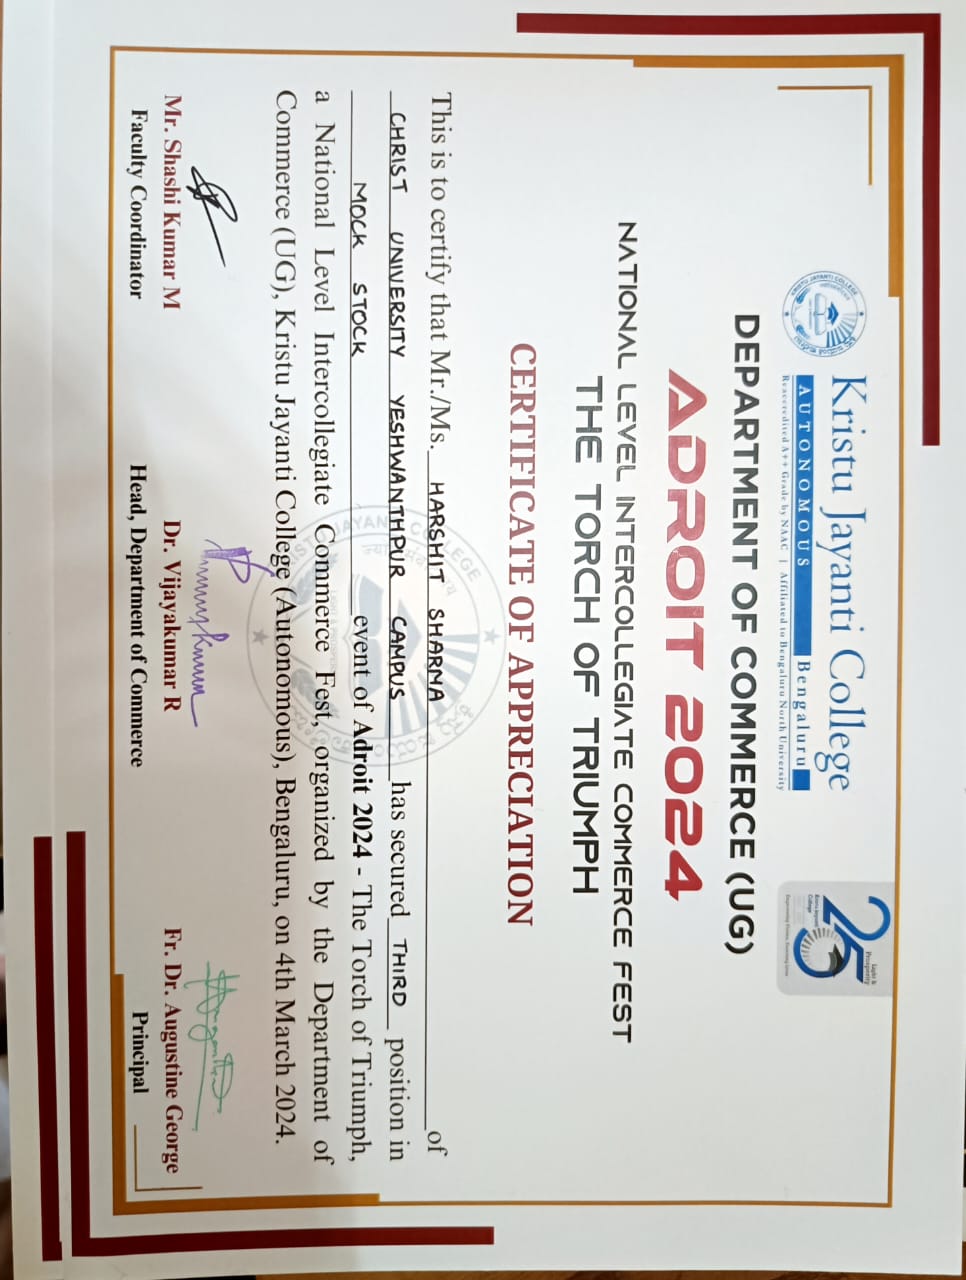 Kristu Jayanti College
AUTONOMOUS Bengaluru
Reaccredited A++ Grade by NAAC | Affiliated to Bengaluru North University
25
Light & Prosperity
Kristu Jayanti College
DEPARTMENT OF COMMERCE (UG)
ADROIT 2024
NATIONAL LEVEL INTERCOLLEGIATE COMMERCE FEST
THE TORCH OF TRIUMPH
CERTIFICATE OF APPRECIATION
This is to certify that Mr./Ms. HARSHIT SHARMA of
CHRIST UNIVERSITY YESHWANTHPUR CAMPUS has secured THIRD position in
MOCK STOCK event of Adroit 2024 - The Torch of Triumph,
a National Level Intercollegiate Commerce Fest, organized by the Department of
Commerce (UG), Kristu Jayanti College (Autonomous), Bengaluru, on 4th March 2024.
Mr. Shashi Kumar M Dr. Vijayakumar R Fr. Dr. Augustine George
Faculty Coordinator Head, Department of Commerce Principal